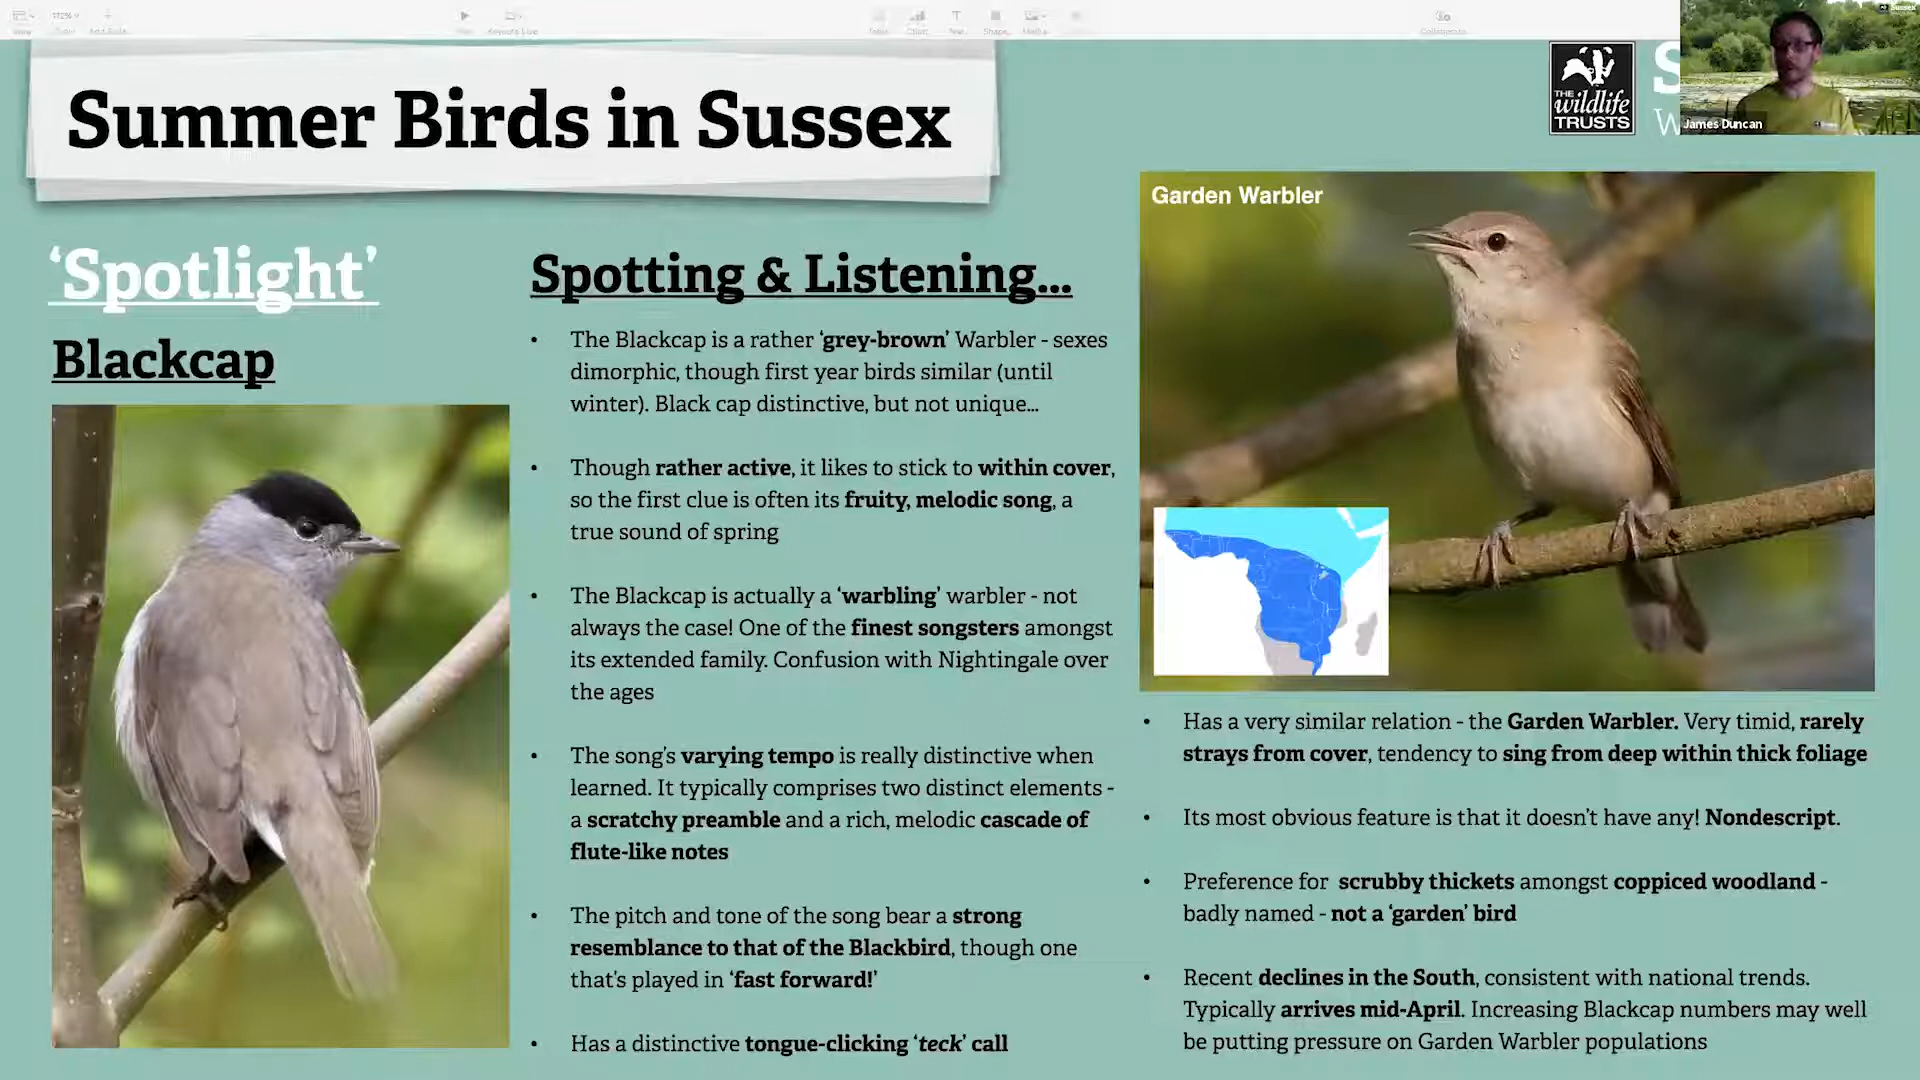 172%
Summer Birds in Sussex
THE
wildlife
TRUSTS
S
W
Sussex
James Duncan
‘Spotlight’
Blackcap
Spotting & Listening...
• The Blackcap is a rather ‘grey-brown’ Warbler - sexes
dimorphic, though first year birds similar (until
winter). Black cap distinctive, but not unique...
• Though rather active, it likes to stick to within cover,
so the first clue is often its fruity, melodic song, a
true sound of spring
• The Blackcap is actually a ‘warbling’ warbler - not
always the case! One of the finest songsters amongst
its extended family. Confusion with Nightingale over
the ages
• The song's varying tempo is really distinctive when
learned. It typically comprises two distinct elements -
a scratchy preamble and a rich, melodic cascade of
flute-like notes
• The pitch and tone of the song bear a strong
resemblance to that of the Blackbird, though one
that's played in ‘fast forward!’
• Has a distinctive tongue-clicking ‘teck’ call
Garden Warbler
• Has a very similar relation - the Garden Warbler. Very timid, rarely
strays from cover, tendency to sing from deep within thick foliage
• Its most obvious feature is that it doesn't have any! Nondescript.
• Preference for scrubby thickets amongst coppiced woodland -
badly named - not a ‘garden’ bird
• Recent declines in the South, consistent with national trends.
Typically arrives mid-April. Increasing Blackcap numbers may well
be putting pressure on Garden Warbler populations